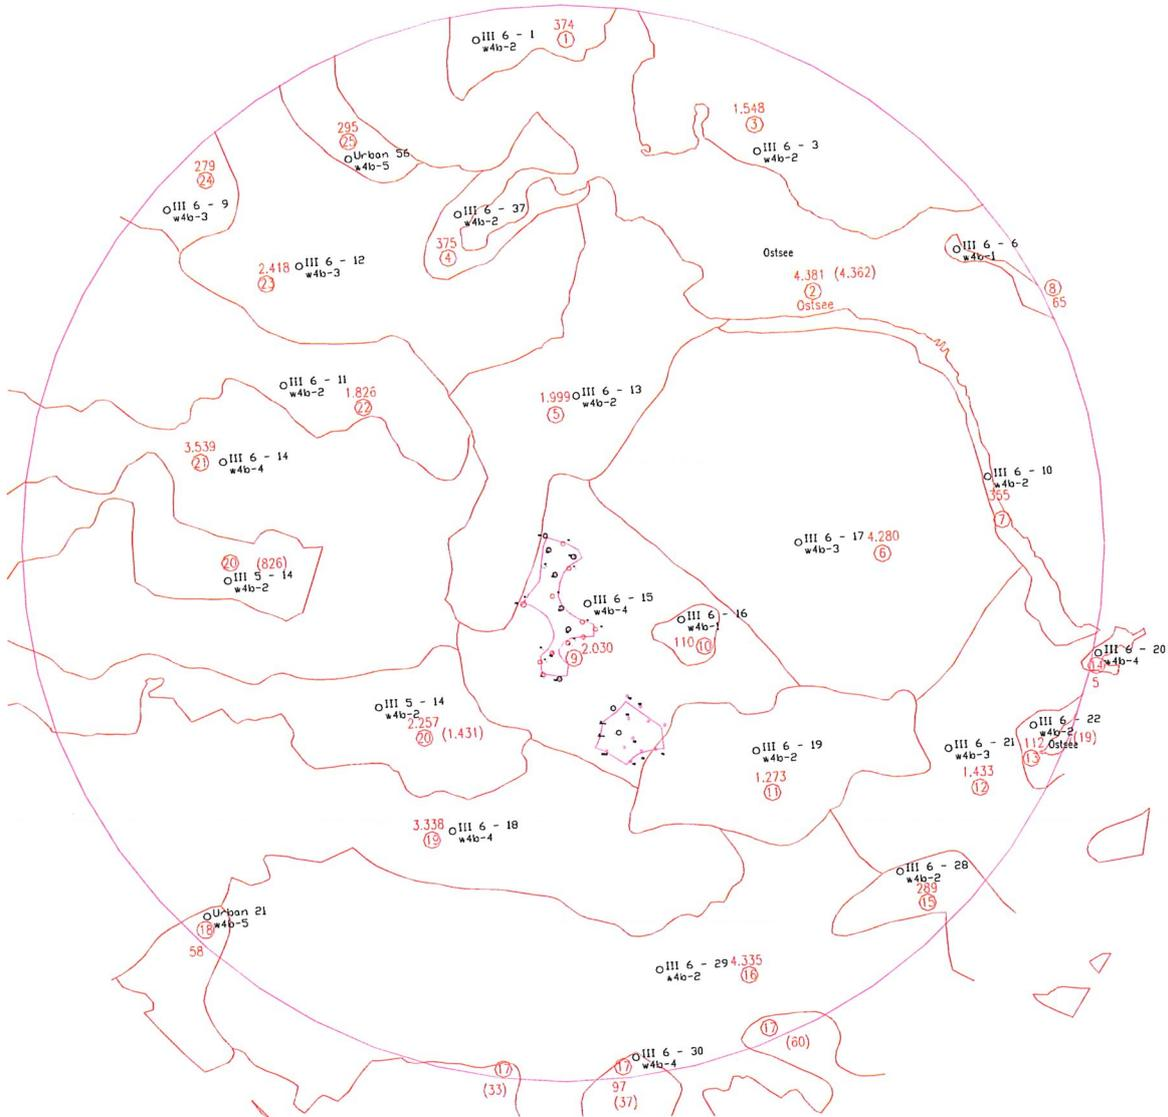 374
III 6 - 1
1
w4b-2
1.548
3
III 6 - 3
w4b-2
295
25
Urban 56
w4b-5
279
24
III 6 - 9
w4b-3
III 6 - 37
w4b-2
375
4
III 6 - 6
w4b-1
8
65
Ostsee
4.381 (4.362)
2
Ostsee
2.418
III 6 - 12
w4b-3
23
III 6 - 11
w4b-2
1.826
22
1.999
III 6 - 13
w4b-2
5
3.539
21
III 6 - 14
w4b-4
III 6 - 10
w4b-2
355
7
III 6 - 17
w4b-3
4.280
6
20
(826)
III 5 - 14
w4b-2
III 6 - 15
w4b-4
2.030
9
III 6 - 16
w4b-1
110
10
III 6 - 20
w4b-4
14
5
III 5 - 14
w4b-2
2.257
20
(1.431)
III 6 - 19
w4b-2
1.273
11
III 6 - 21
w4b-3
1.433
12
III 6 - 22
w4b-2
112
(19)
Ostsee
13
3.338
19
III 6 - 18
w4b-4
III 6 - 28
w4b-2
289
15
Urban 21
w4b-5
18
58
III 6 - 29
w4b-2
4.335
16
17
(60)
III 6 - 30
w4b-4
17
(33)
17
97
(37)